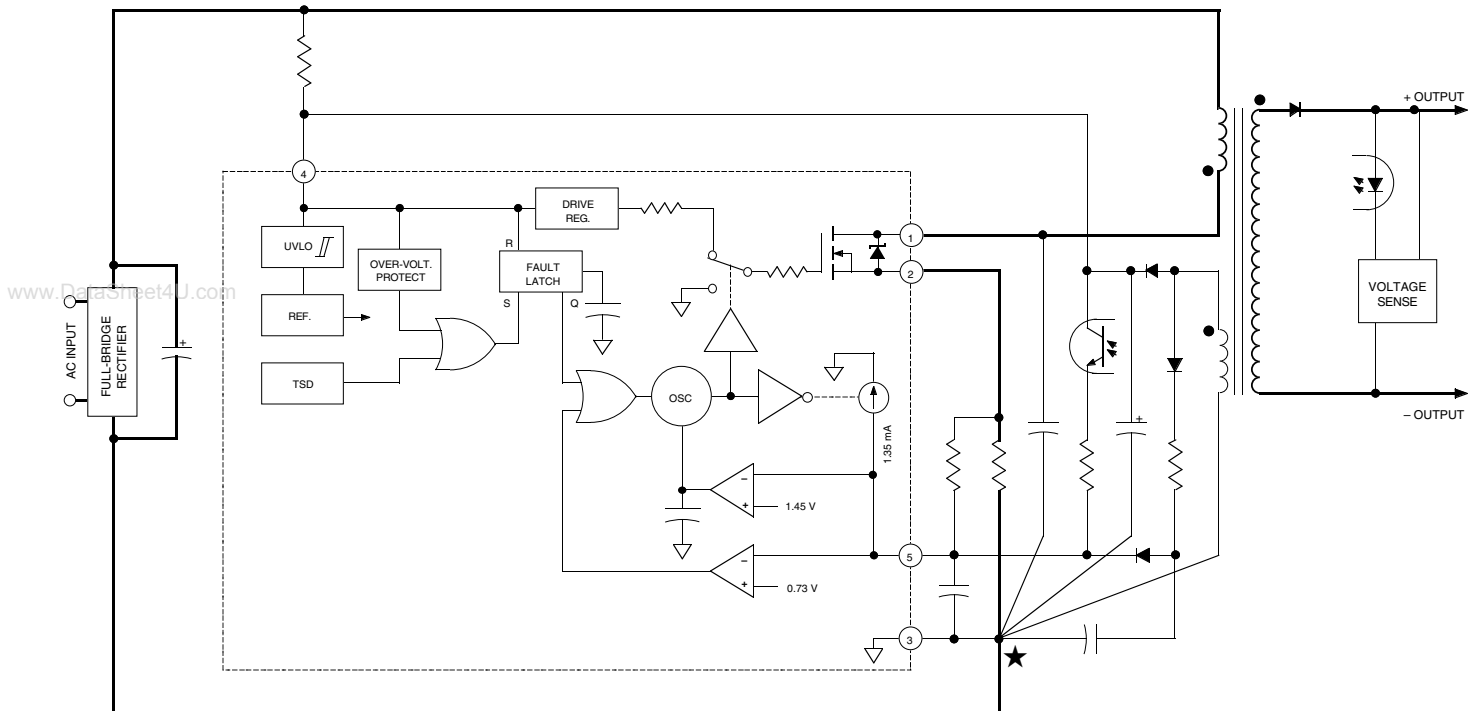 + OUTPUT
4
DRIVE
REG.
1
UVLO
R
OVER-VOLT.
PROTECT
FAULT
LATCH
2
www.DataSheet4U.com
S
Q
VOLTAGE
SENSE
REF.
AC INPUT
FULL-BRIDGE
RECTIFIER
+
TSD
OSC
– OUTPUT
+
1.35 mA
–
+
1.45 V
5
–
+
0.73 V
3